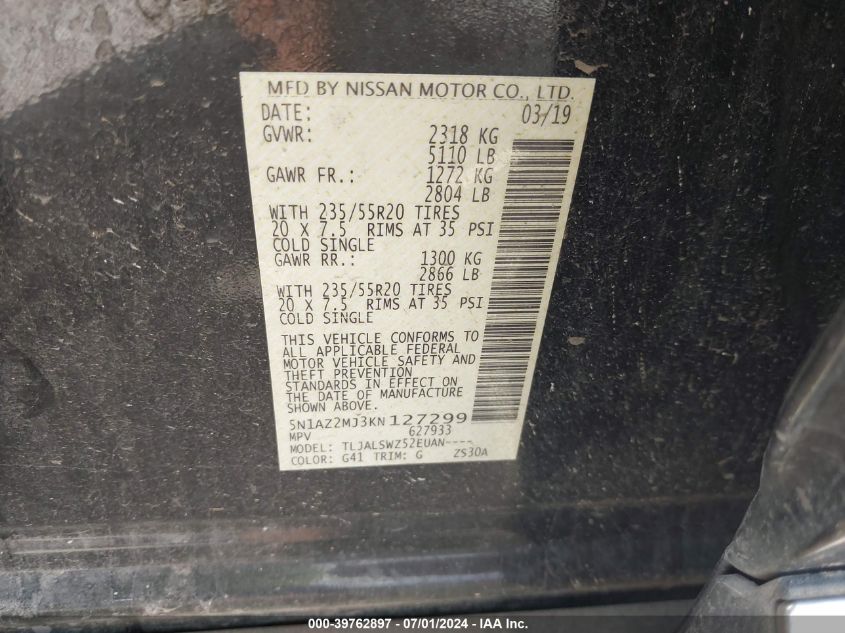 MFD BY NISSAN MOTOR CO., LTD.
DATE: 03/19
GVWR: 2318 KG
5110 LB
GAWR FR.: 1272 KG
2804 LB
WITH 235/55R20 TIRES
20 X 7.5 RIMS AT 35 PSI
COLD SINGLE
GAWR RR.: 1300 KG
2866 LB
WITH 235/55R20 TIRES
20 X 7.5 RIMS AT 35 PSI
COLD SINGLE
THIS VEHICLE CONFORMS TO
ALL APPLICABLE FEDERAL
MOTOR VEHICLE SAFETY AND
THEFT PREVENTION
STANDARDS IN EFFECT ON
THE DATE OF MANUFACTURE
SHOWN ABOVE.
5N1AZ2MJ3KN127299
MPV 627933
MODEL: TLJALSWZ52EUAN----
COLOR: G41 TRIM: G ZS30A
000-39762897 - 07/01/2024 - IAA Inc.